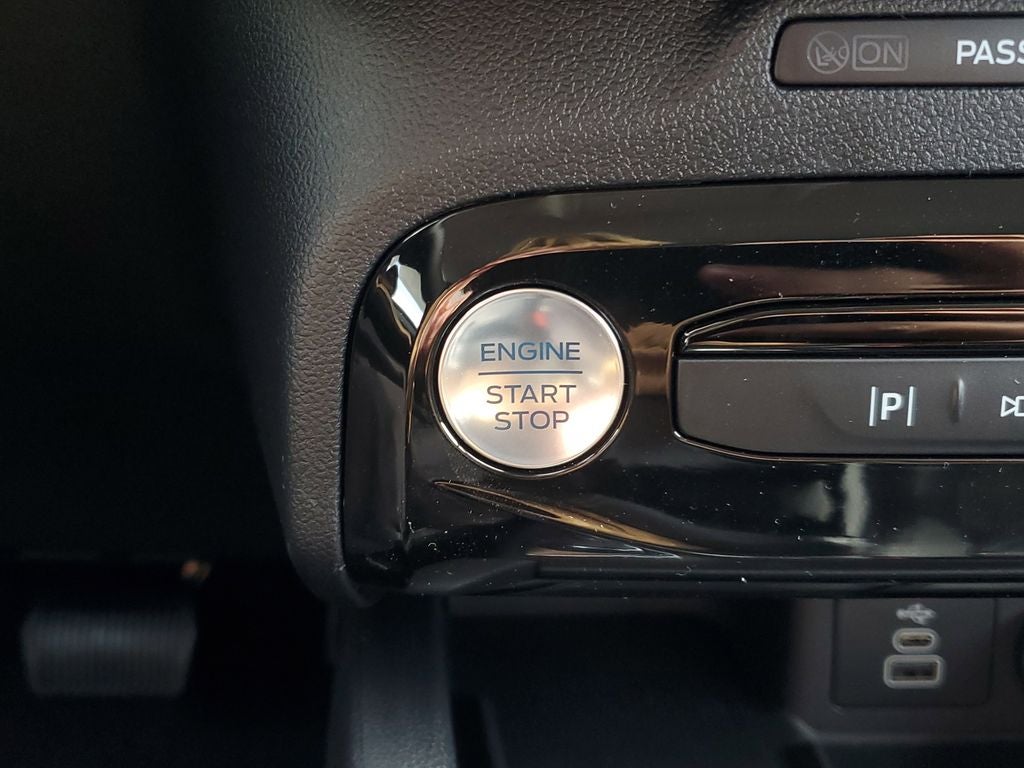 ON PASS
ENGINE
START
STOP
|P|